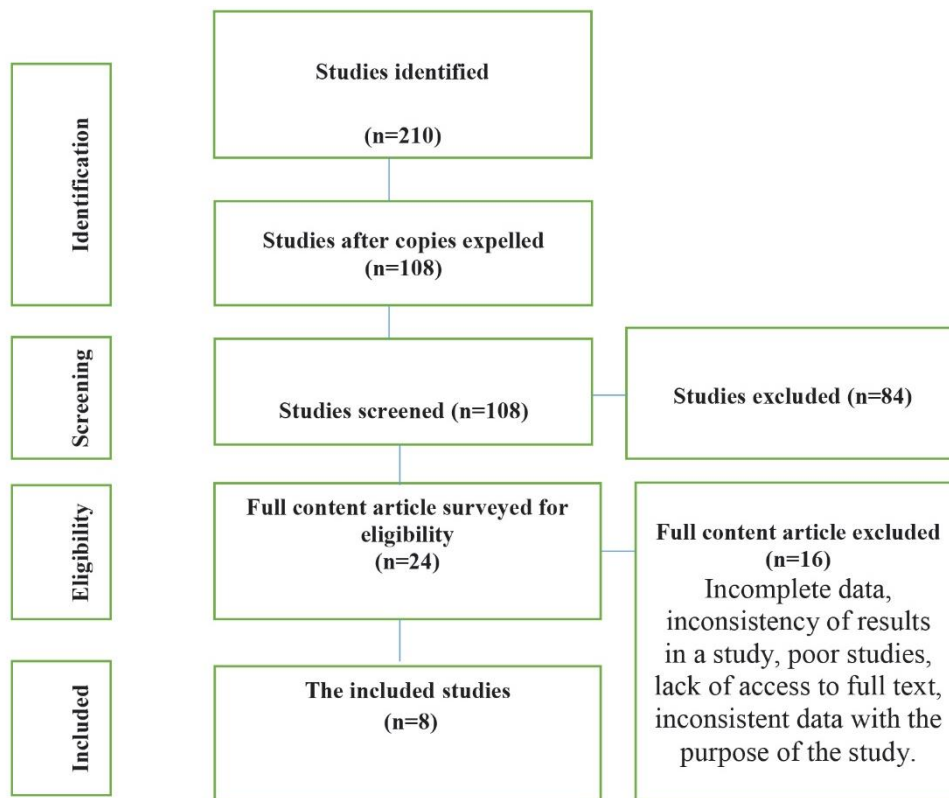 Identification
Studies identified
(n=210)
Studies after copies expelled
(n=108)
Screening
Studies screened (n=108)
Studies excluded (n=84)
Eligibility
Full content article surveyed for
eligibility
(n=24)
Full content article excluded
(n=16)
Incomplete data,
inconsistency of results
in a study, poor studies,
lack of access to full text,
inconsistent data with the
purpose of the study.
Included
The included studies
(n=8)